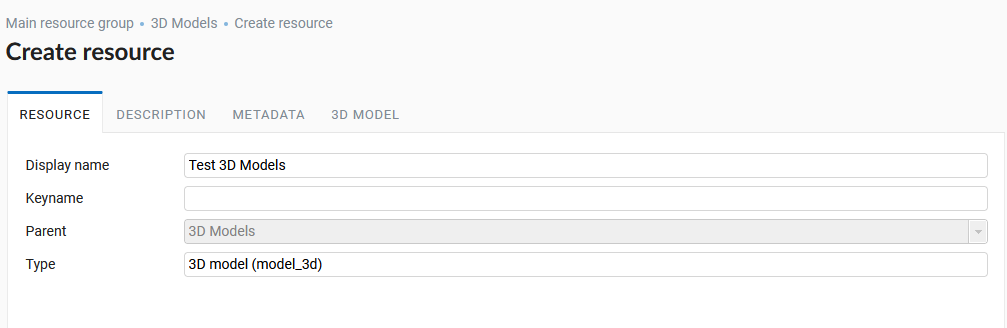 Main resource group • 3D Models • Create resource
Create resource
RESOURCE DESCRIPTION METADATA 3D MODEL
Display name Test 3D Models
Keyname
Parent 3D Models
Type 3D model (model_3d)